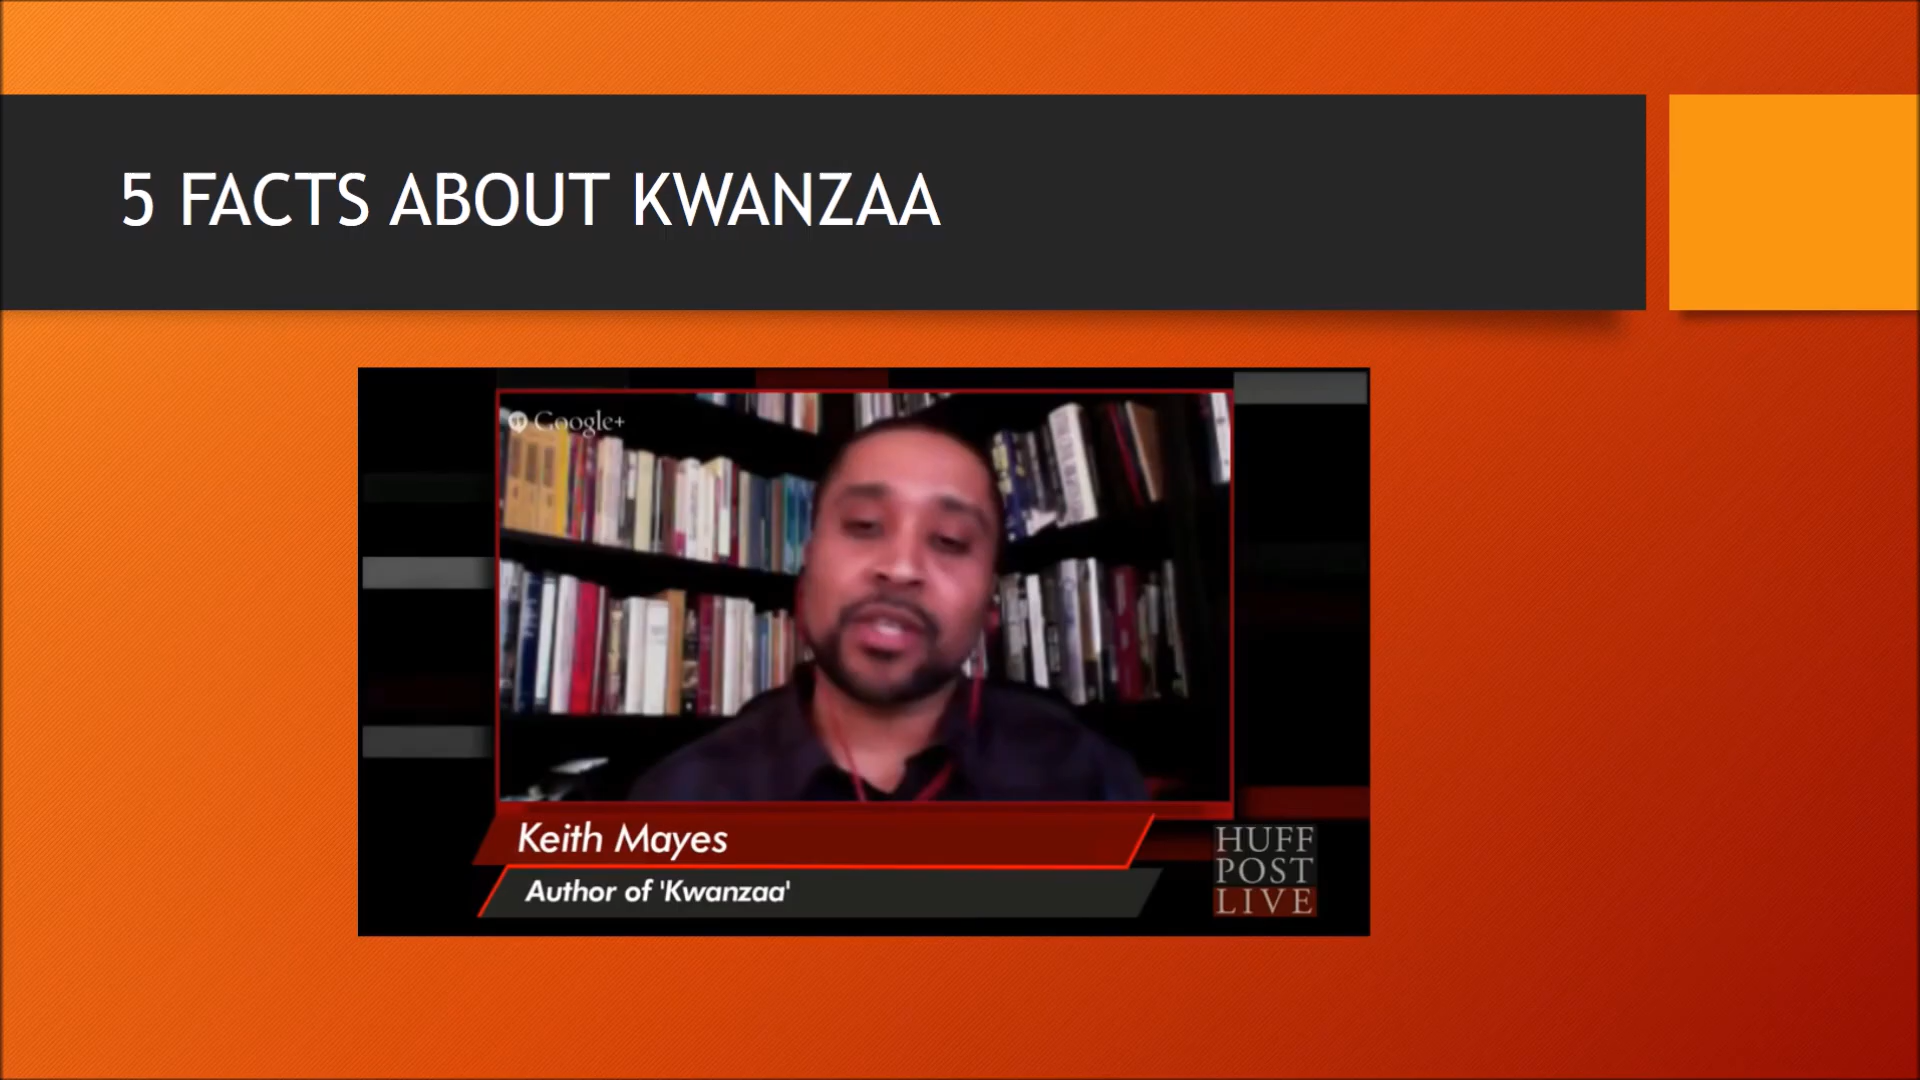 5 FACTS ABOUT KWANZAA
Google+
Keith Mayes
Author of 'Kwanzaa'
HUFF
POST
LIVE